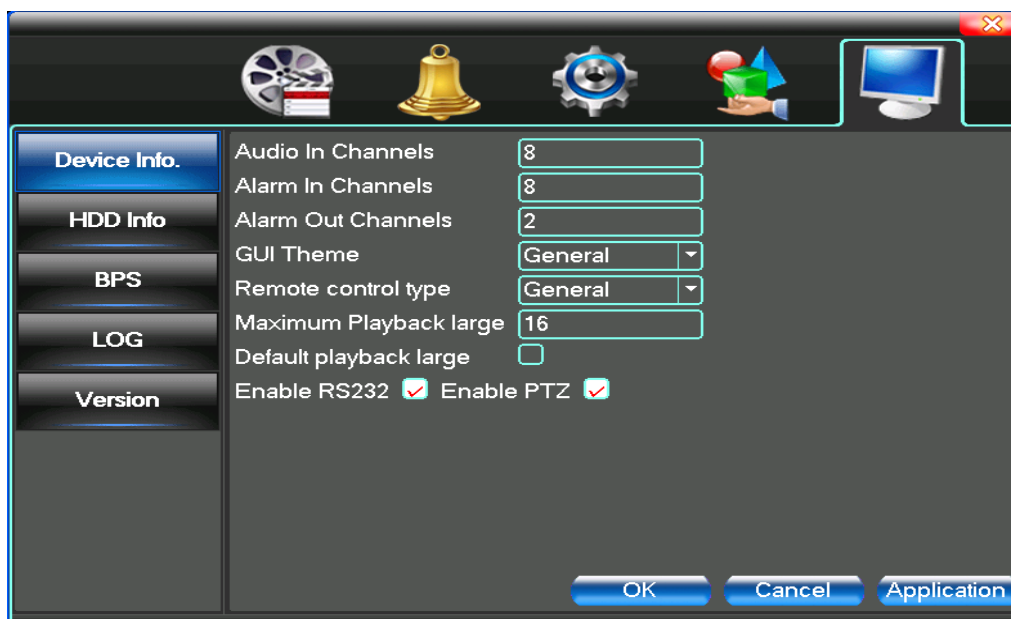 Device Info.
HDD Info
BPS
LOG
Version
Audio In Channels 8
Alarm In Channels 8
Alarm Out Channels 2
GUI Theme General
Remote control type General
Maximum Playback large 16
Default playback large
Enable RS232 Enable PTZ
OK Cancel Application